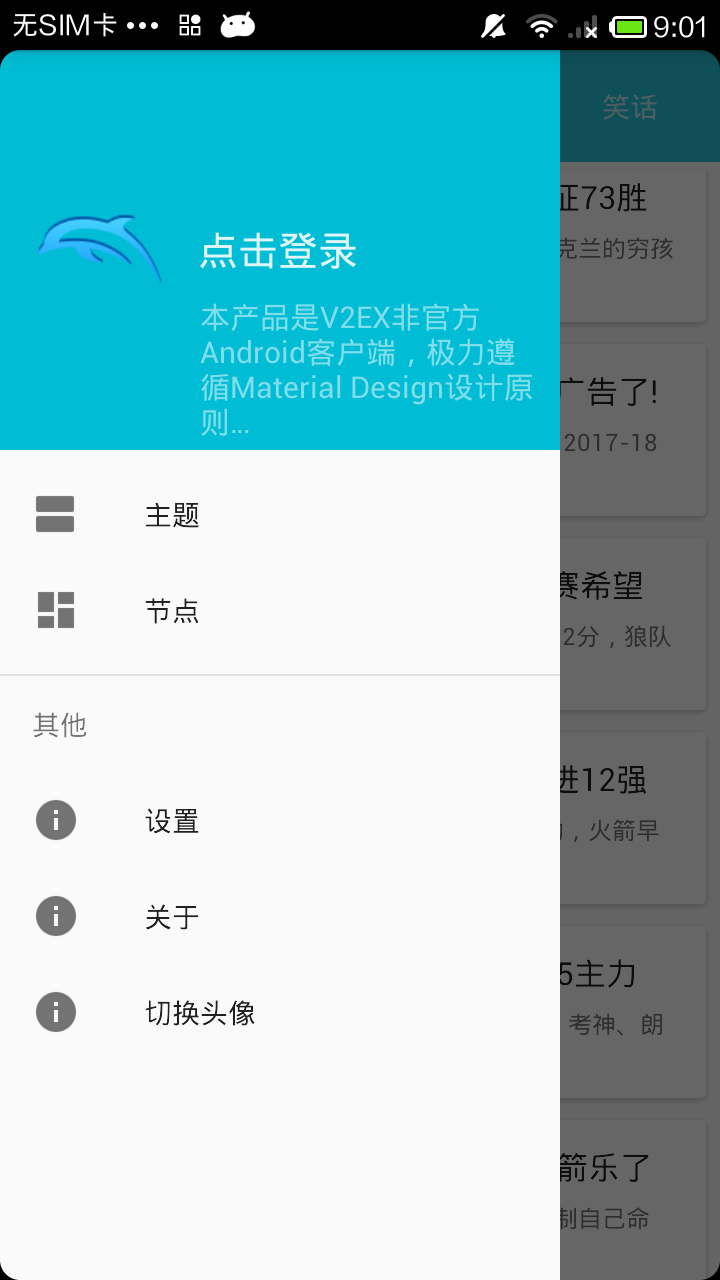 无SIM卡 ••• 9:01
笑话
点击登录
本产品是V2EX非官方
Android客户端，极力遵
循Material Design设计原
则...
主题
节点
其他
设置
关于
切换头像
证73胜
克兰的穷孩
广告了!
2017-18
赛希望
2分，狼队
进12强
，火箭早
5主力
考神、朗
箭乐了
制自己命